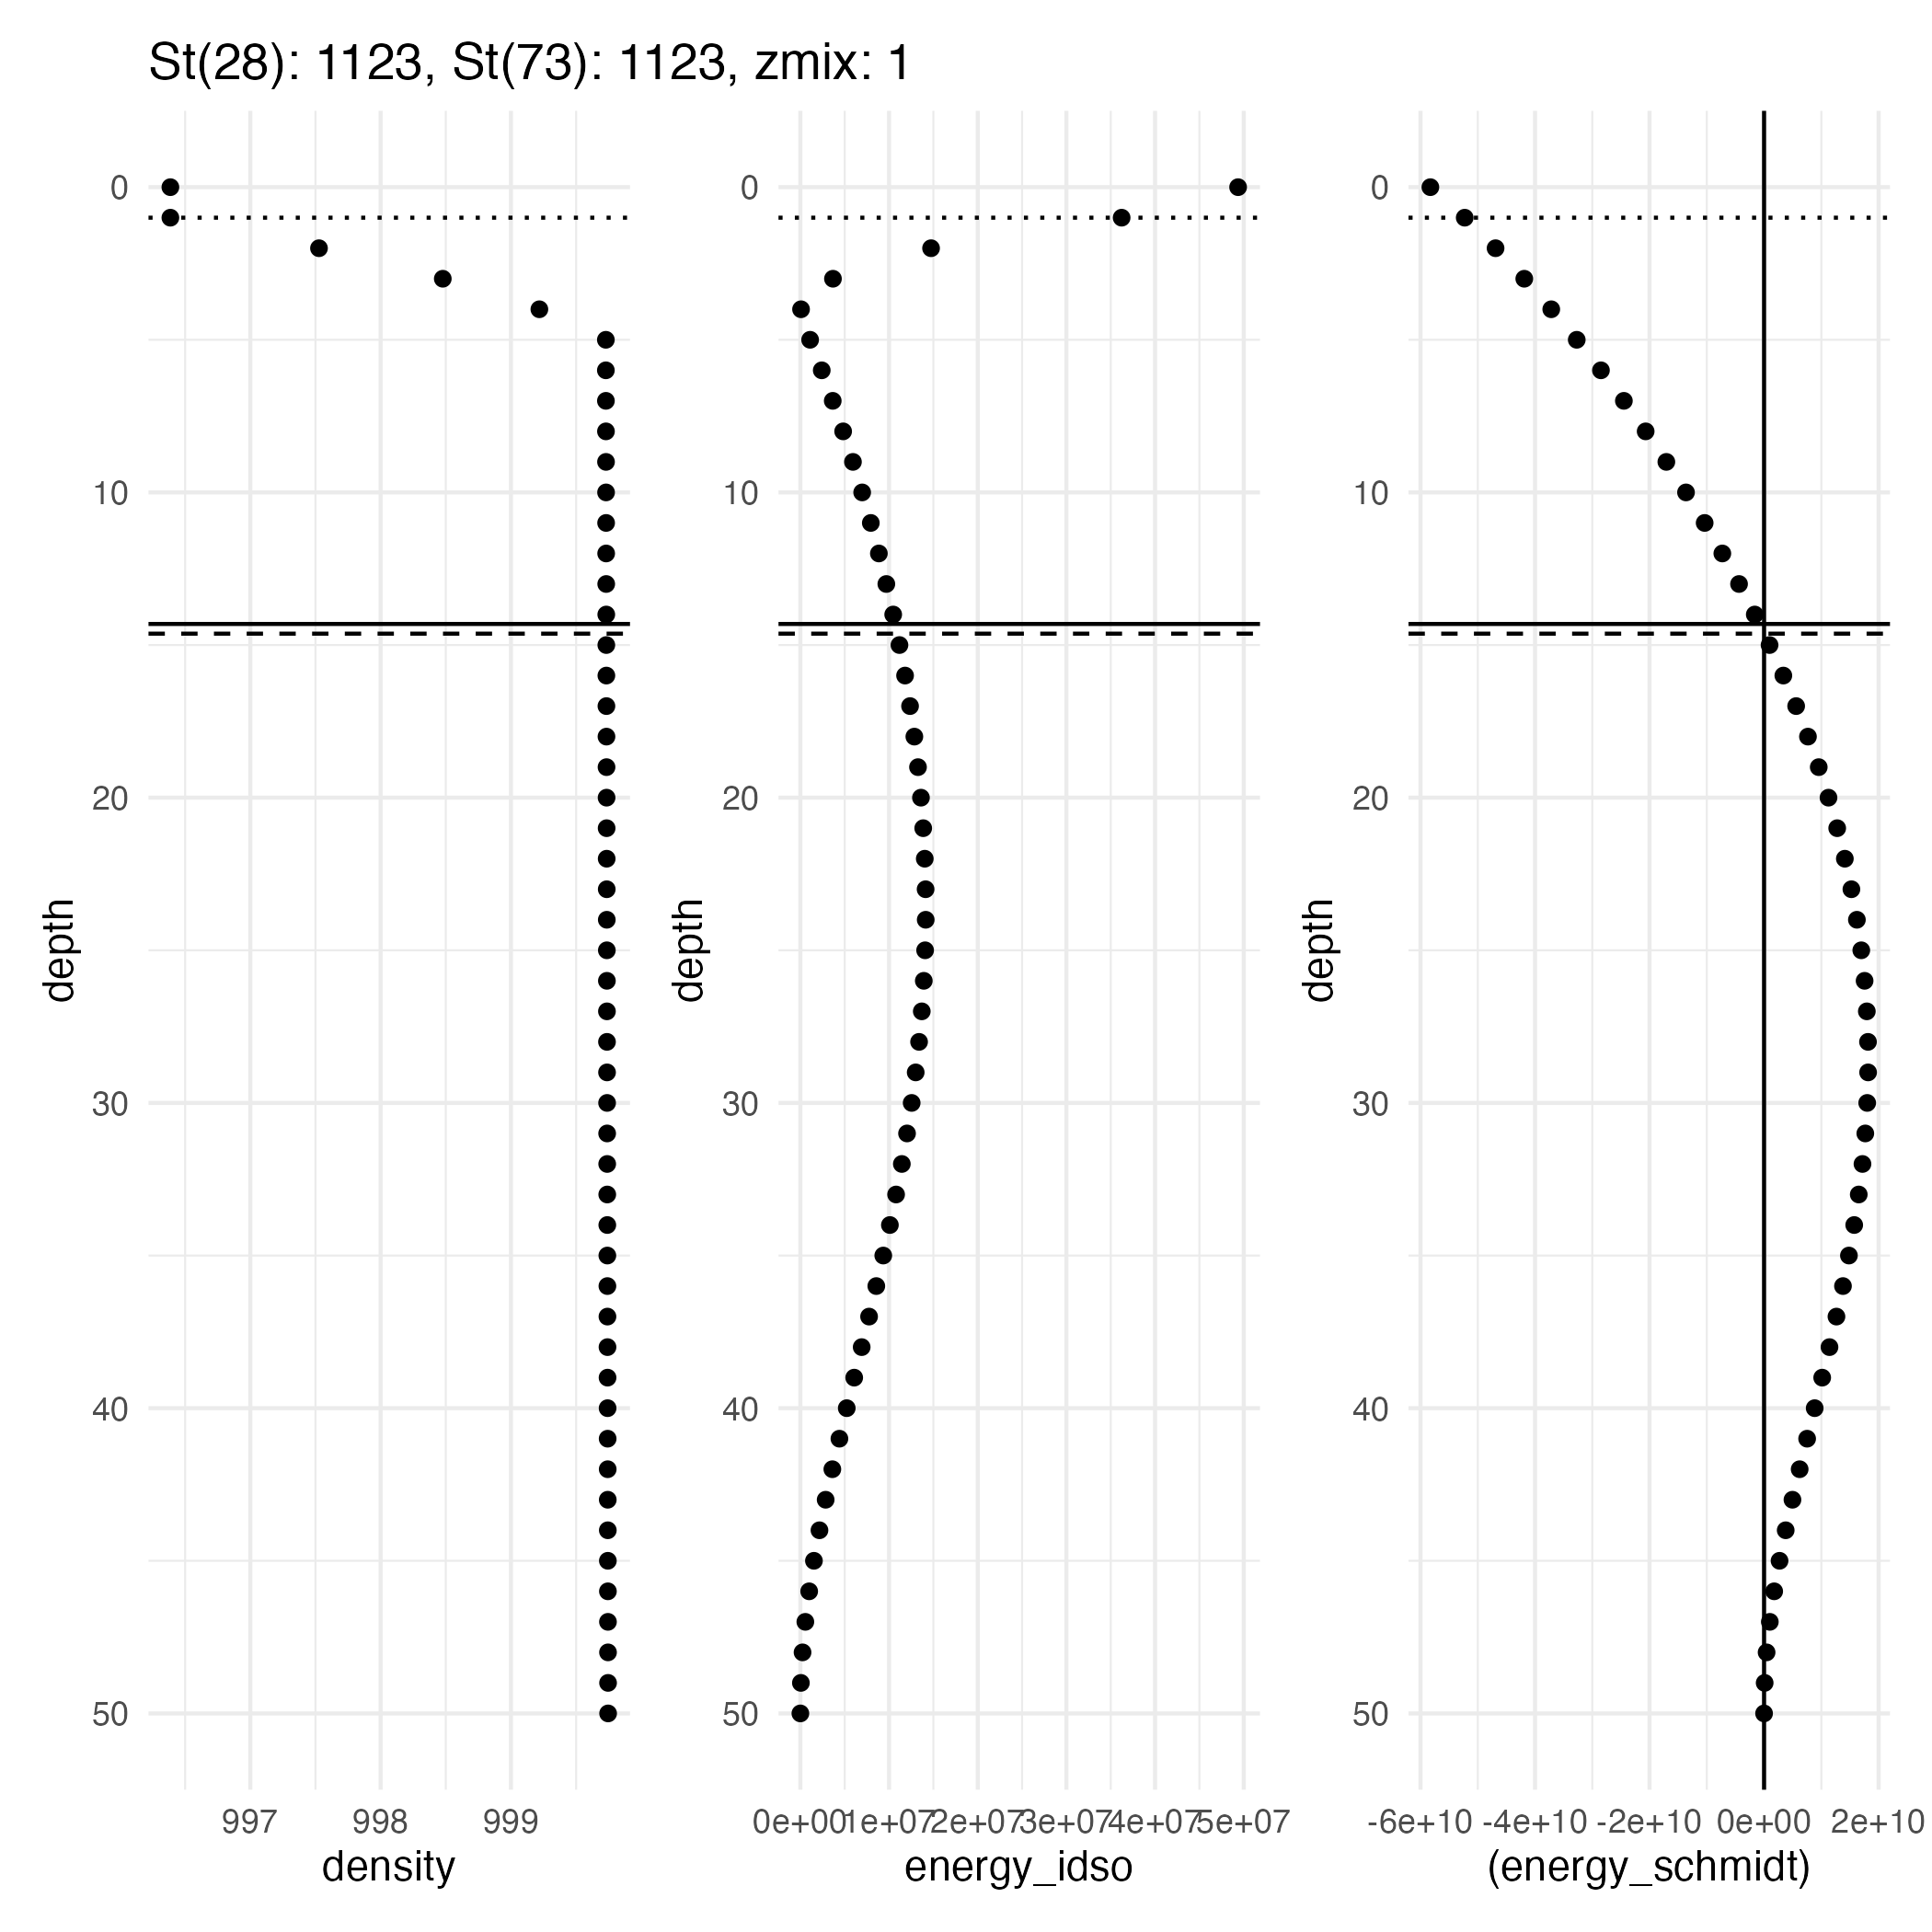 St(28): 1123, St(73): 1123, zmix: 1
0
10
20
30
40
50
depth
997
998
999
density
0
10
20
30
40
50
depth
0e+00
1e+07
2e+07
3e+07
4e+07
5e+07
energy_idso
0
10
20
30
40
50
depth
-6e+10
-4e+10
-2e+10
0e+00
2e+10
(energy_schmidt)